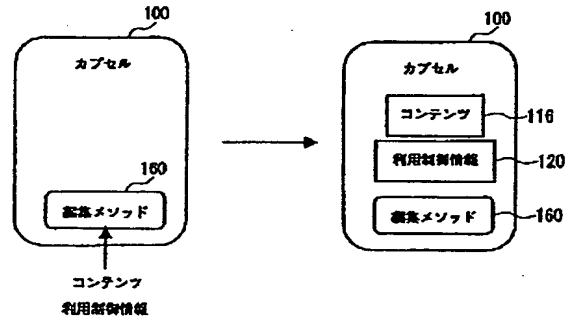 100
カプセル
160
編集メソッド
コンテンツ
利用制御情報
100
カプセル
コンテンツ
116
利用制御情報
120
編集メソッド
160